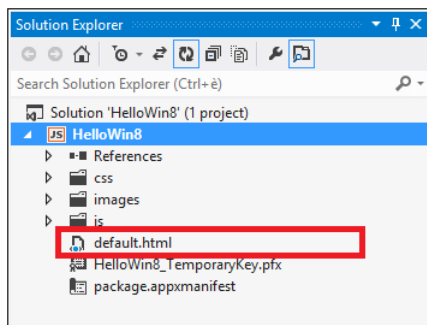 Solution Explorer
Search Solution Explorer (Ctrl+è)
Solution 'HelloWin8' (1 project)
JS HelloWin8
References
css
images
js
default.html
HelloWin8_TemporaryKey.pfx
package.appxmanifest